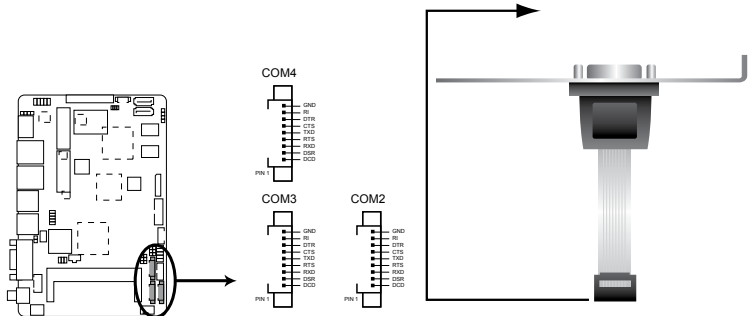 COM4
GND
RI
DTR
CTS
TXD
RTS
RXD
DSR
DCD
PIN 1
COM3
GND
RI
DTR
CTS
TXD
RTS
RXD
DSR
DCD
PIN 1
COM2
GND
RI
DTR
CTS
TXD
RTS
RXD
DSR
DCD
PIN 1